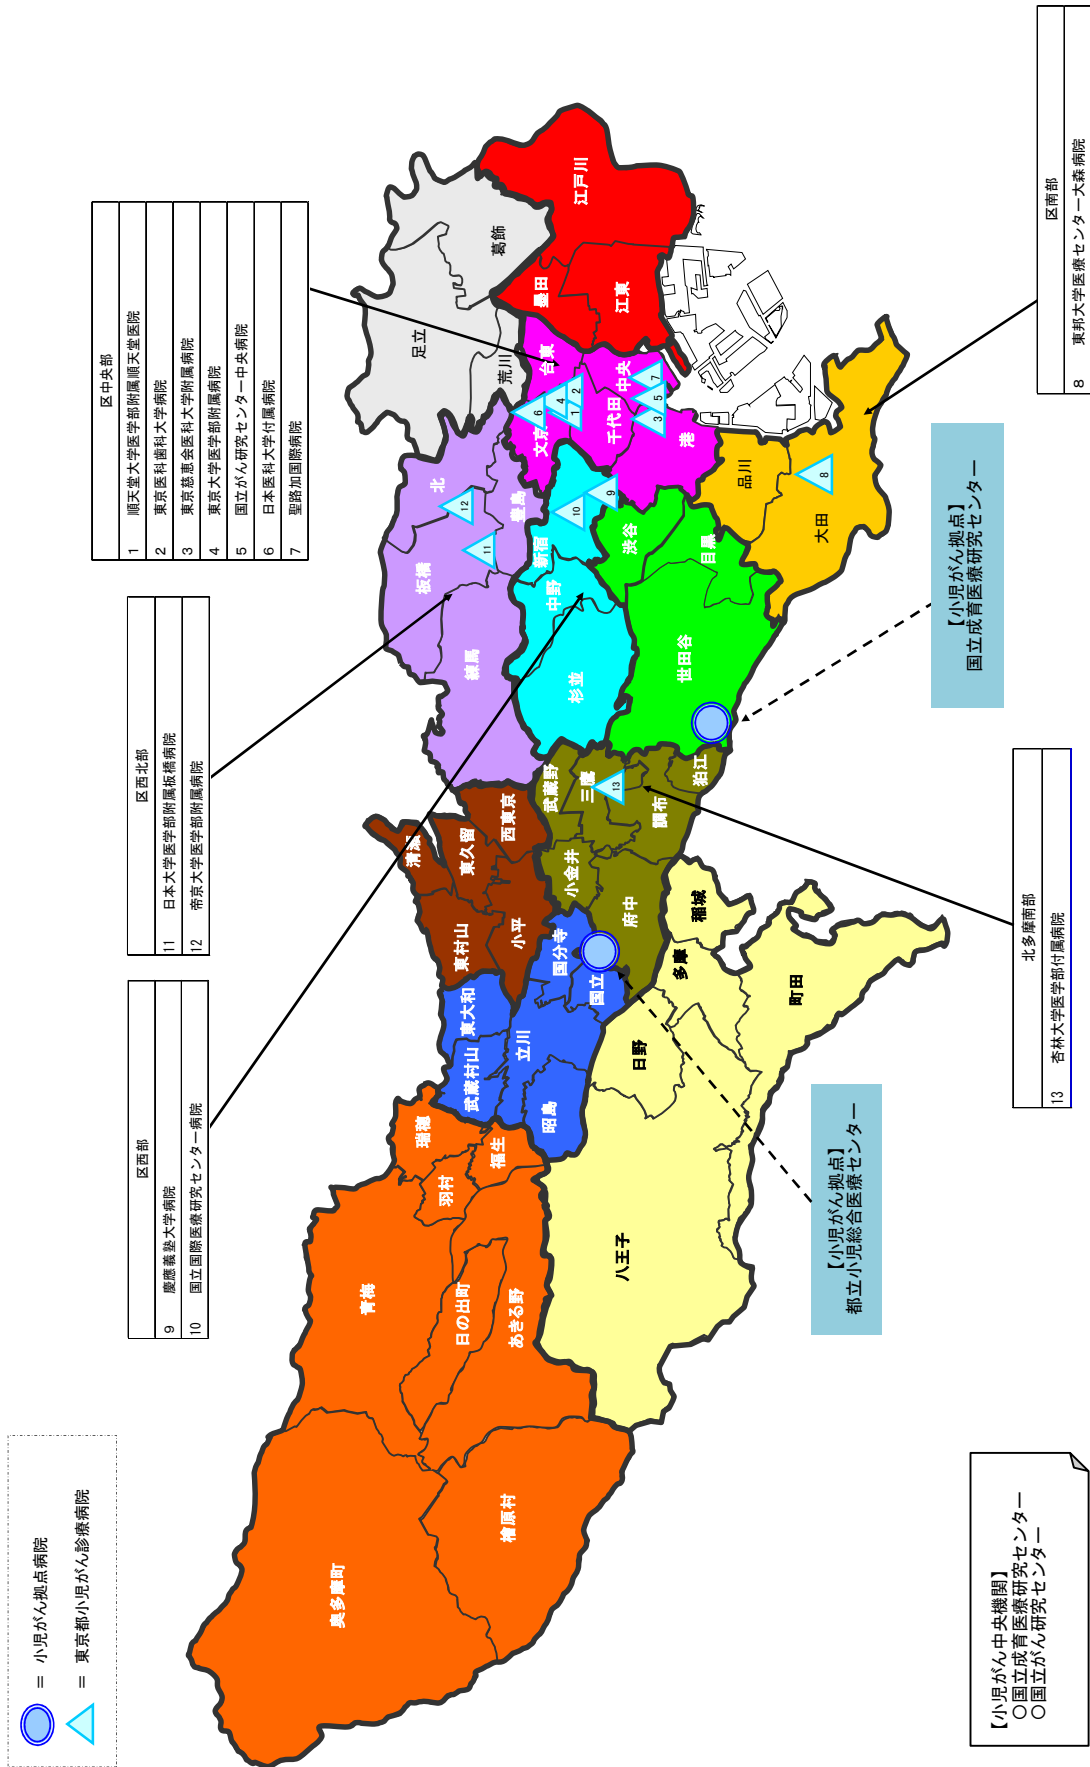 = 小児がん拠点病院
= 東京都小児がん診療病院
区西部
9 慶應義塾大学病院
10 国立国際医療研究センター病院
区西北部
11 日本大学医学部附属板橋病院
12 帝京大学医学部附属病院
区中央部
1 順天堂大学医学部附属順天堂医院
2 東京医科歯科大学病院
3 東京慈恵会医科大学附属病院
4 東京大学医学部附属病院
5 国立がん研究センター中央病院
6 日本医科大学付属病院
7 聖路加国際病院
奥多摩町
檜原村
青梅
日の出町
あきる野
瑞穂
羽村
福生
武蔵村山
東大和
立川
昭島
国分寺
国立
東村山
清瀬
東久留
小平
西東京
武蔵野
三鷹
小金井
府中
調布
狛江
13
八王子
日野
多摩
稲城
町田
練馬
板橋
北
豊島
11
12
杉並
中野
新宿
10
9
世田谷
渋谷
目黒
足立
葛飾
荒川
文京
台東
千代田
中央
港
6
4
1
2
3
5
7
墨田
江東
江戸川
品川
大田
8
【小児がん中央機関】
○国立成育医療研究センター
○国立がん研究センター
【小児がん拠点】
都立小児総合医療センター
北多摩南部
13 杏林大学医学部付属病院
【小児がん拠点】
国立成育医療研究センター
区南部
8 東邦大学医療センター大森病院